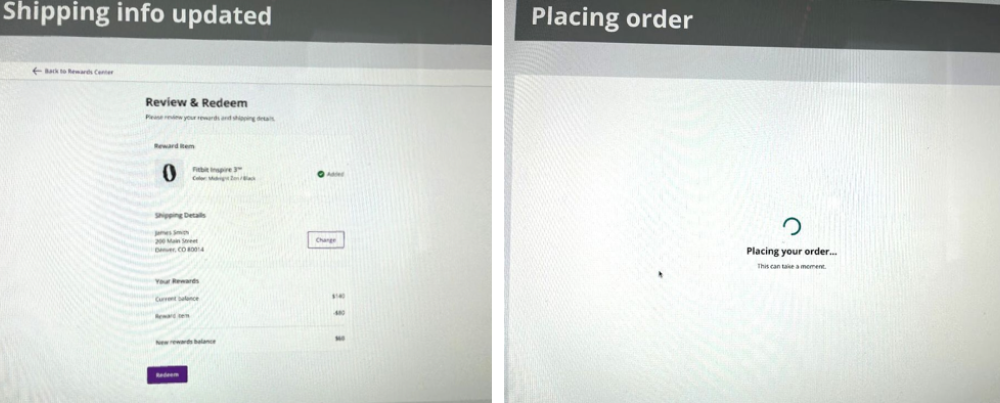 Shipping info updated
Back to Rewards Center
Review & Redeem
Please review your rewards and shipping details.
Reward Item
Fitbit Inspire 3™
Color: Midnight Zen / Black
Added
Shipping Details
James Smith
200 Main Street
Denver, CO 80014
Change
Your Rewards
Current balance
$140
Reward item
-$80
New rewards balance
$60
Redeem
Placing order
Placing your order...
This can take a moment.